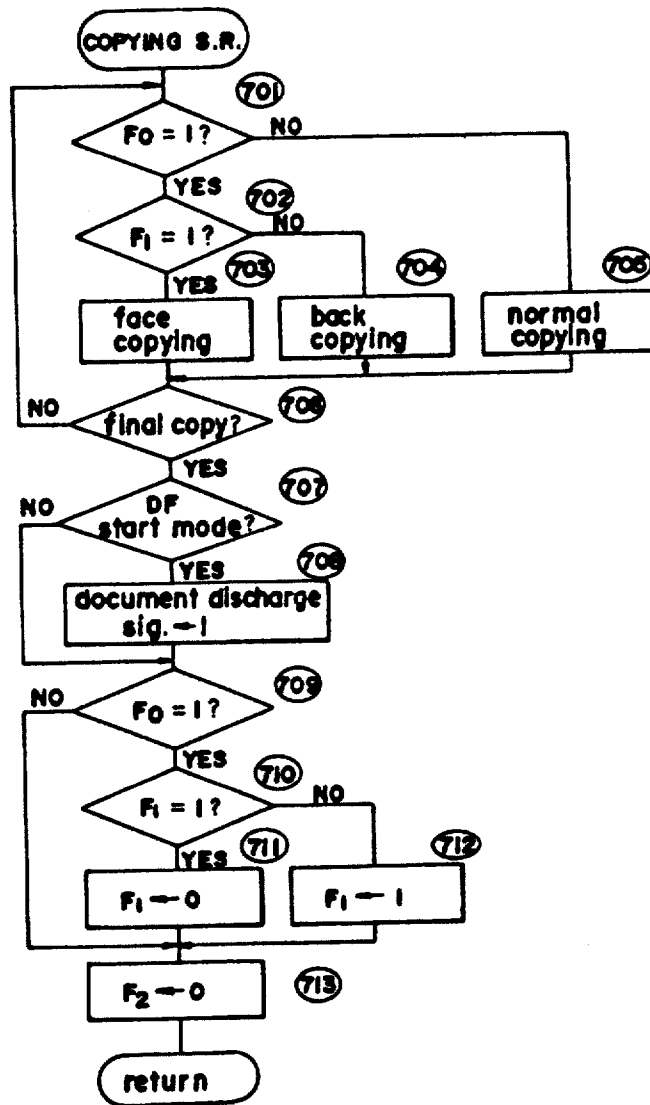 COPYING S.R.
701
F0 = 1?
NO
YES
702
F1 = 1?
NO
YES
703
704
705
face
copying
back
copying
normal
copying
706
final copy?
NO
YES
707
DF
start mode?
NO
YES
708
document discharge
sig. ← 1
709
F0 = 1?
NO
YES
710
F1 = 1?
NO
YES
711
712
F1 ← 0
F1 ← 1
F2 ← 0
713
return